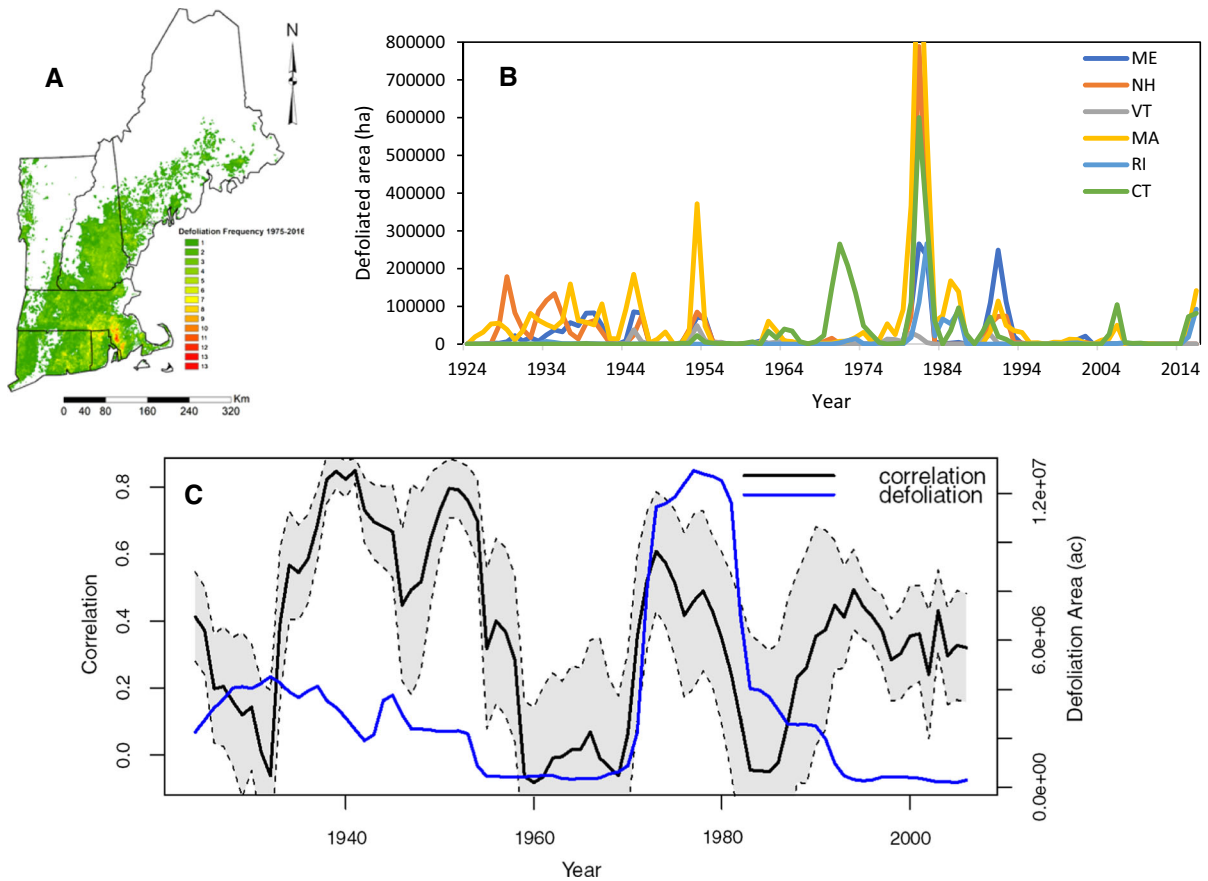 A
N
Defoliation Frequency 1975-2016
1
2
3
4
5
6
7
8
9
10
11
12
13
13
Km
0 40 80 160 240 320
B
Defoliated area (ha)
800000
700000
600000
500000
400000
300000
200000
100000
0
1924 1934 1944 1954 1964 1974 1984 1994 2004 2014
Year
ME
NH
VT
MA
RI
CT
C
correlation
defoliation
Correlation
0.8
0.6
0.4
0.2
0.0
1940 1960 1980 2000
Year
Defoliation Area (ac)
1.2e+07
6.0e+06
0.0e+00